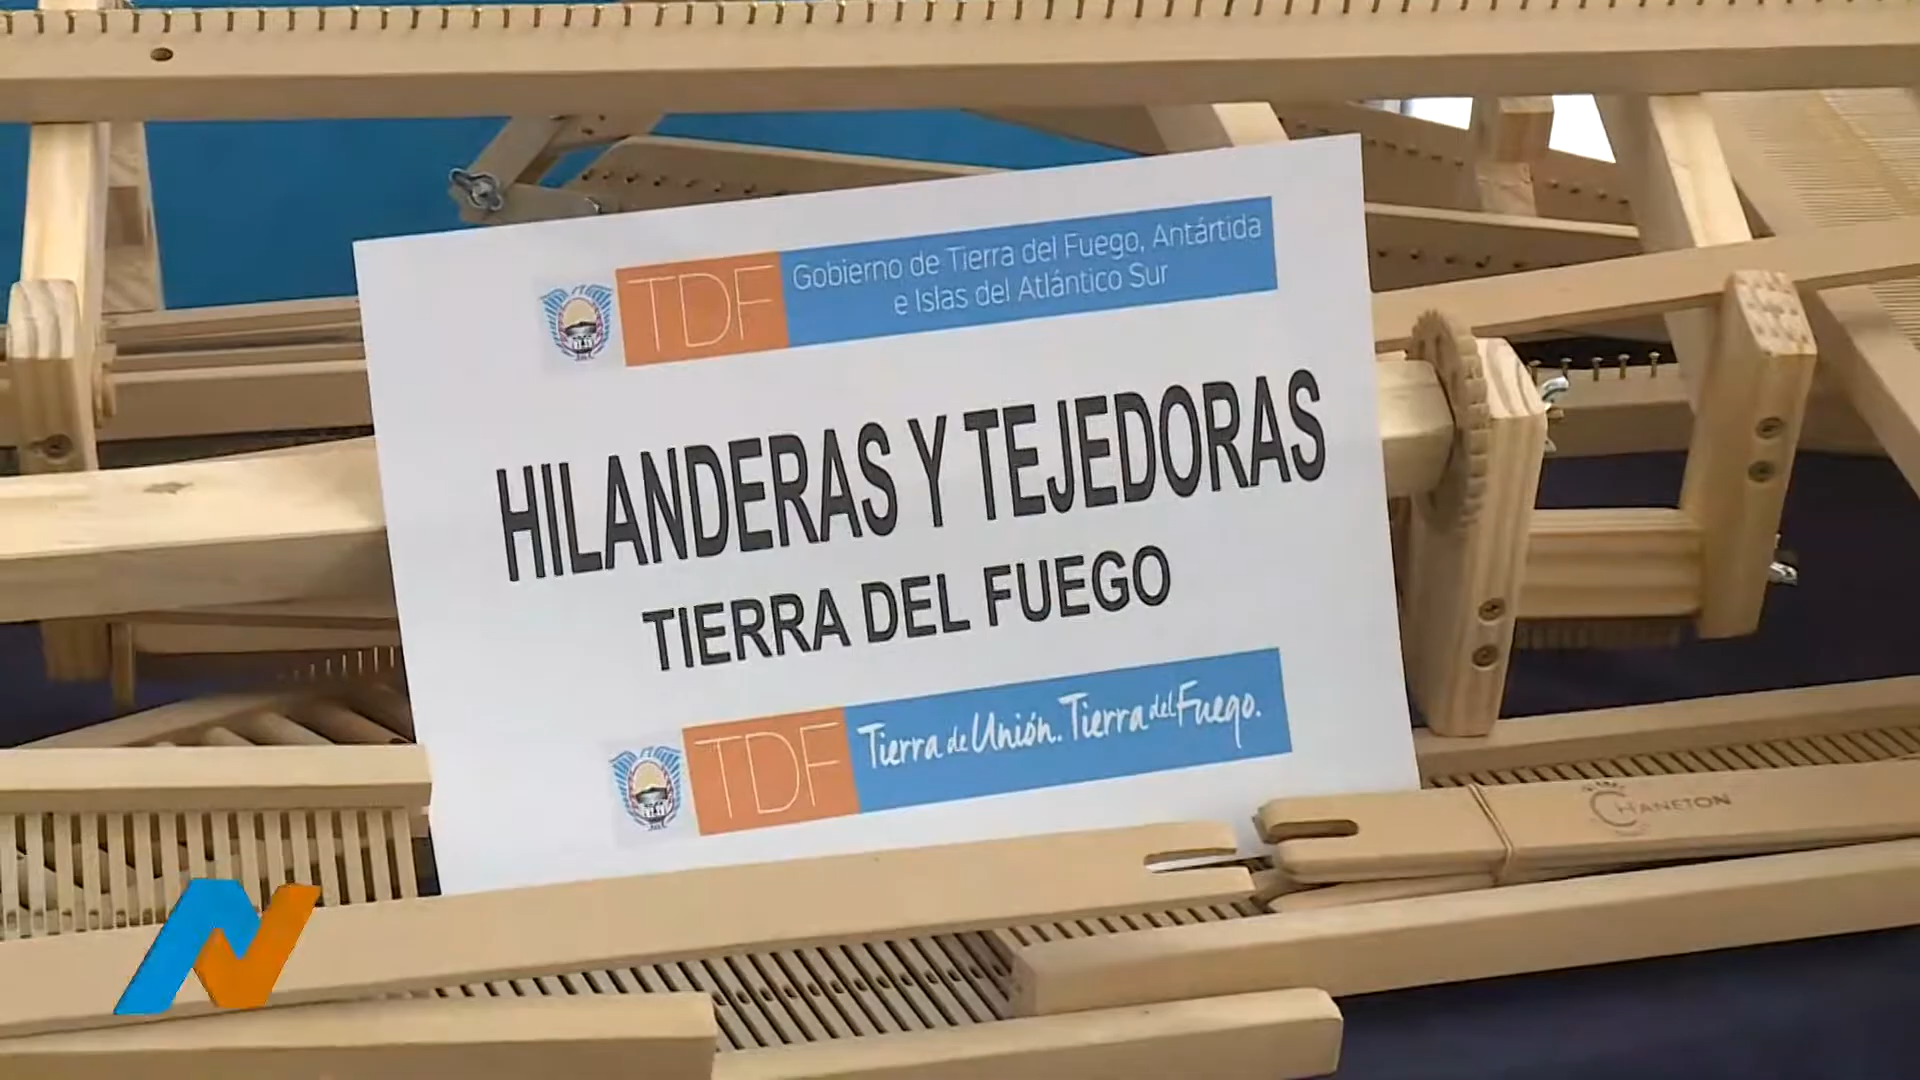 TDF
Gobierno de Tierra del Fuego, Antártida
e Islas del Atlántico Sur
HILANDERAS Y TEJEDORAS
TIERRA DEL FUEGO
TDF
Tierra de Unión. Tierra del Fuego.
CHANETON